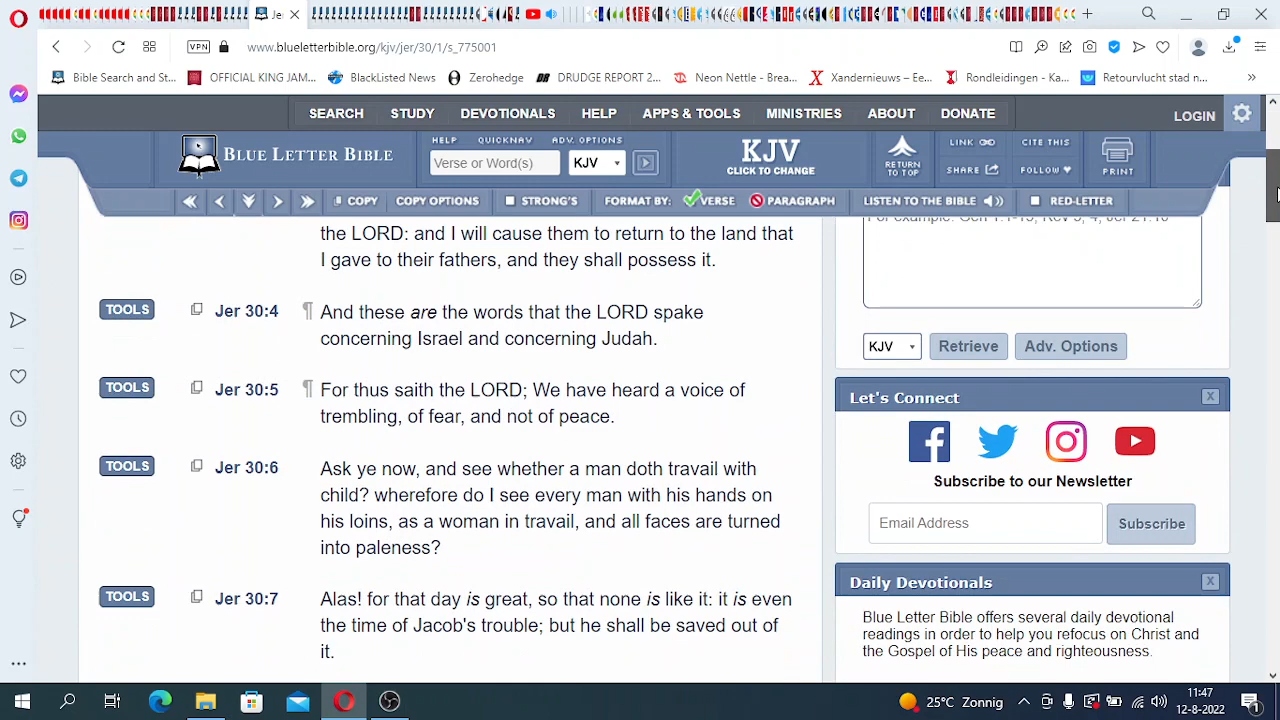 Je
www.blueletterbible.org/kjv/jer/30/1/s_775001
VPN
Bible Search and St...
OFFICIAL KING JAM...
BlackListed News
Zerohedge
DRUDGE REPORT 2...
Neon Nettle - Brea...
Xandernieuws – Ee...
Rondleidingen - Ka...
Retourvlucht stad n...
SEARCH STUDY DEVOTIONALS HELP APPS & TOOLS MINISTRIES ABOUT DONATE
LOGIN
BLUE LETTER BIBLE
HELP QUICKNAV ADV. OPTIONS
Verse or Word(s) KJV
KJV
CLICK TO CHANGE
RETURN
TO TOP
LINK CITE THIS
SHARE FOLLOW
PRINT
COPY COPY OPTIONS STRONG'S FORMAT BY: VERSE PARAGRAPH LISTEN TO THE BIBLE RED-LETTER
the LORD: and I will cause them to return to the land that
I gave to their fathers, and they shall possess it.
TOOLS Jer 30:4 ¶ And these are the words that the LORD spake
concerning Israel and concerning Judah.
TOOLS Jer 30:5 ¶ For thus saith the LORD; We have heard a voice of
trembling, of fear, and not of peace.
TOOLS Jer 30:6 Ask ye now, and see whether a man doth travail with
child? wherefore do I see every man with his hands on
his loins, as a woman in travail, and all faces are turned
into paleness?
TOOLS Jer 30:7 Alas! for that day is great, so that none is like it: it is even
the time of Jacob's trouble; but he shall be saved out of
it.
KJV Retrieve Adv. Options
Let's Connect X
Subscribe to our Newsletter
Email Address Subscribe
Daily Devotionals X
Blue Letter Bible offers several daily devotional
readings in order to help you refocus on Christ and
the Gospel of His peace and righteousness.
25°C Zonnig
11:47
12-8-2022
1